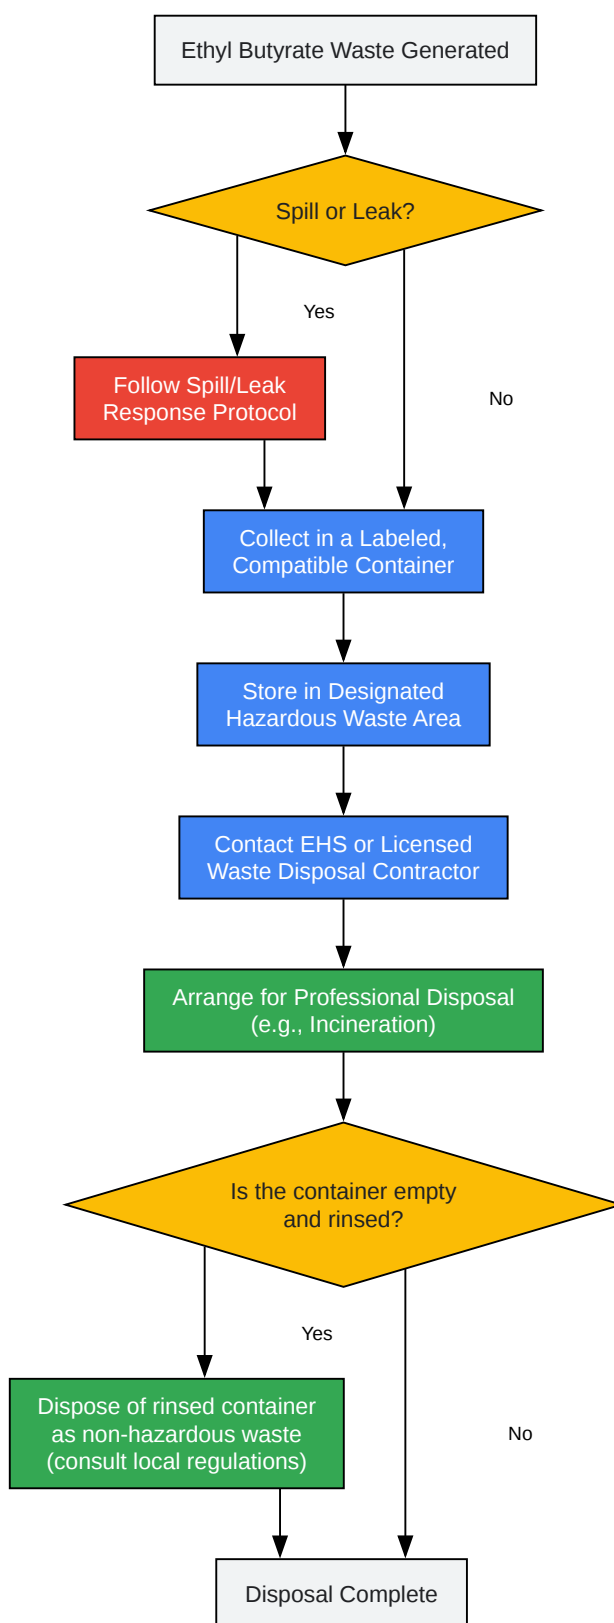 Ethyl Butyrate Waste Generated
Spill or Leak?
Yes
Follow Spill/Leak
Response Protocol
No
Collect in a Labeled,
Compatible Container
Store in Designated
Hazardous Waste Area
Contact EHS or Licensed
Waste Disposal Contractor
Arrange for Professional Disposal
(e.g., Incineration)
Is the container empty
and rinsed?
Yes
Dispose of rinsed container
as non-hazardous waste
(consult local regulations)
No
Disposal Complete